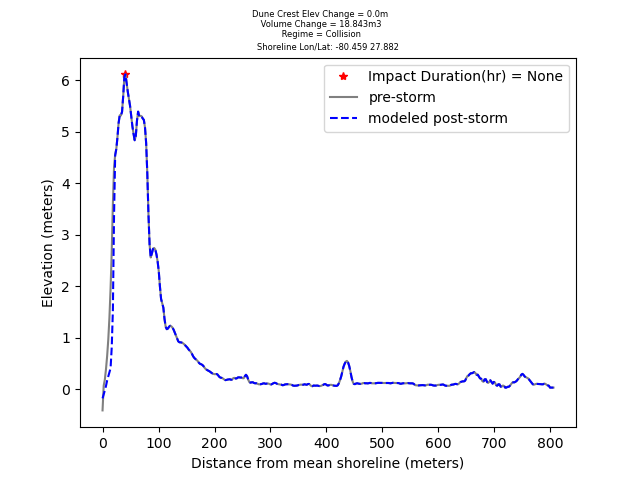 Dune Crest Elev Change = 0.0m
Volume Change = 18.843m3
Regime = Collision
Shoreline Lon/Lat: -80.459 27.882
Impact Duration(hr) = None
pre-storm
modeled post-storm
6
5
4
3
2
1
0
Elevation (meters)
0 100 200 300 400 500 600 700 800
Distance from mean shoreline (meters)